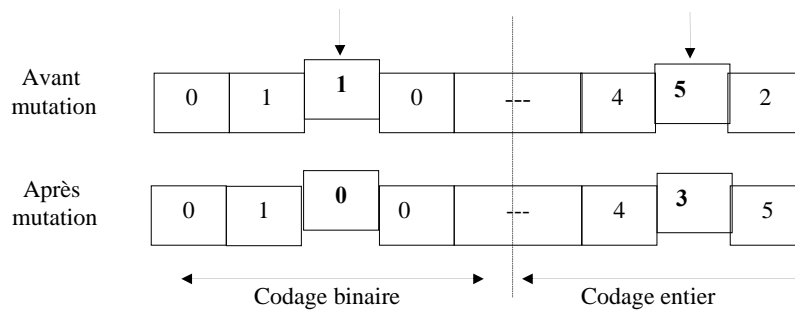 Avant
mutation
0 1 1 0 --- 4 5 2
Après
mutation
0 1 0 0 --- 4 3 5
Codage binaire Codage entier